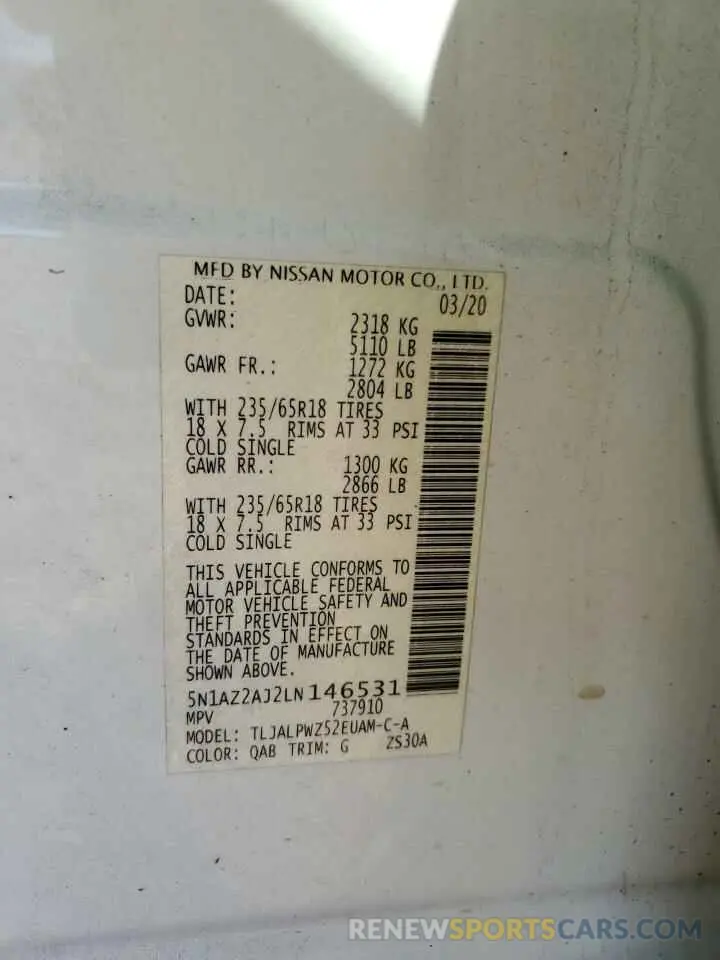 MFD BY NISSAN MOTOR CO., LTD.
DATE: 03/20
GVWR: 2318 KG
5110 LB
GAWR FR.: 1272 KG
2804 LB
WITH 235/65R18 TIRES
18 X 7.5 RIMS AT 33 PSI
COLD SINGLE
GAWR RR.: 1300 KG
2866 LB
WITH 235/65R18 TIRES
18 X 7.5 RIMS AT 33 PSI
COLD SINGLE
THIS VEHICLE CONFORMS TO
ALL APPLICABLE FEDERAL
MOTOR VEHICLE SAFETY AND
THEFT PREVENTION
STANDARDS IN EFFECT ON
THE DATE OF MANUFACTURE
SHOWN ABOVE.
5N1AZ2AJ2LN146531
MPV 737910
MODEL: TLJALPWZ52EUAM-C-A
COLOR: QAB TRIM: G ZS30A
RENEWSPORTSCARS.COM